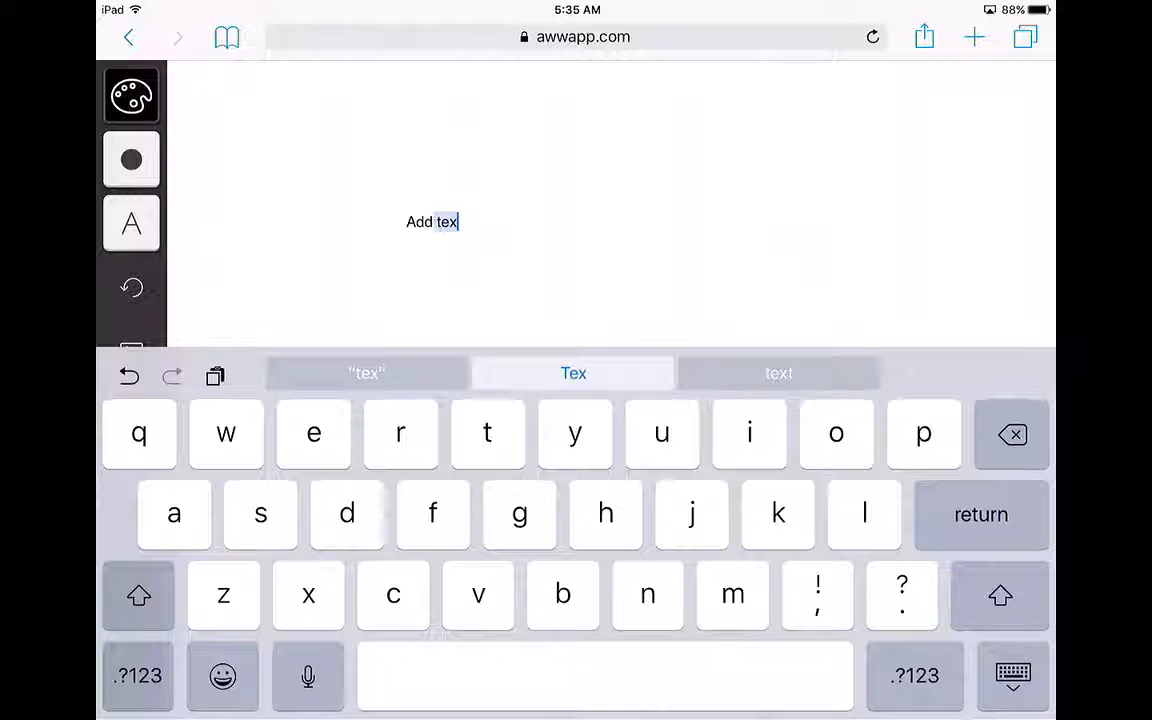 iPad 5:35 AM 88%
awwapp.com
A
Add tex
"tex" Tex text
q w e r t y u i o p
a s d f g h j k l return
z x c v b n m ! , ? .
.?123 .?123